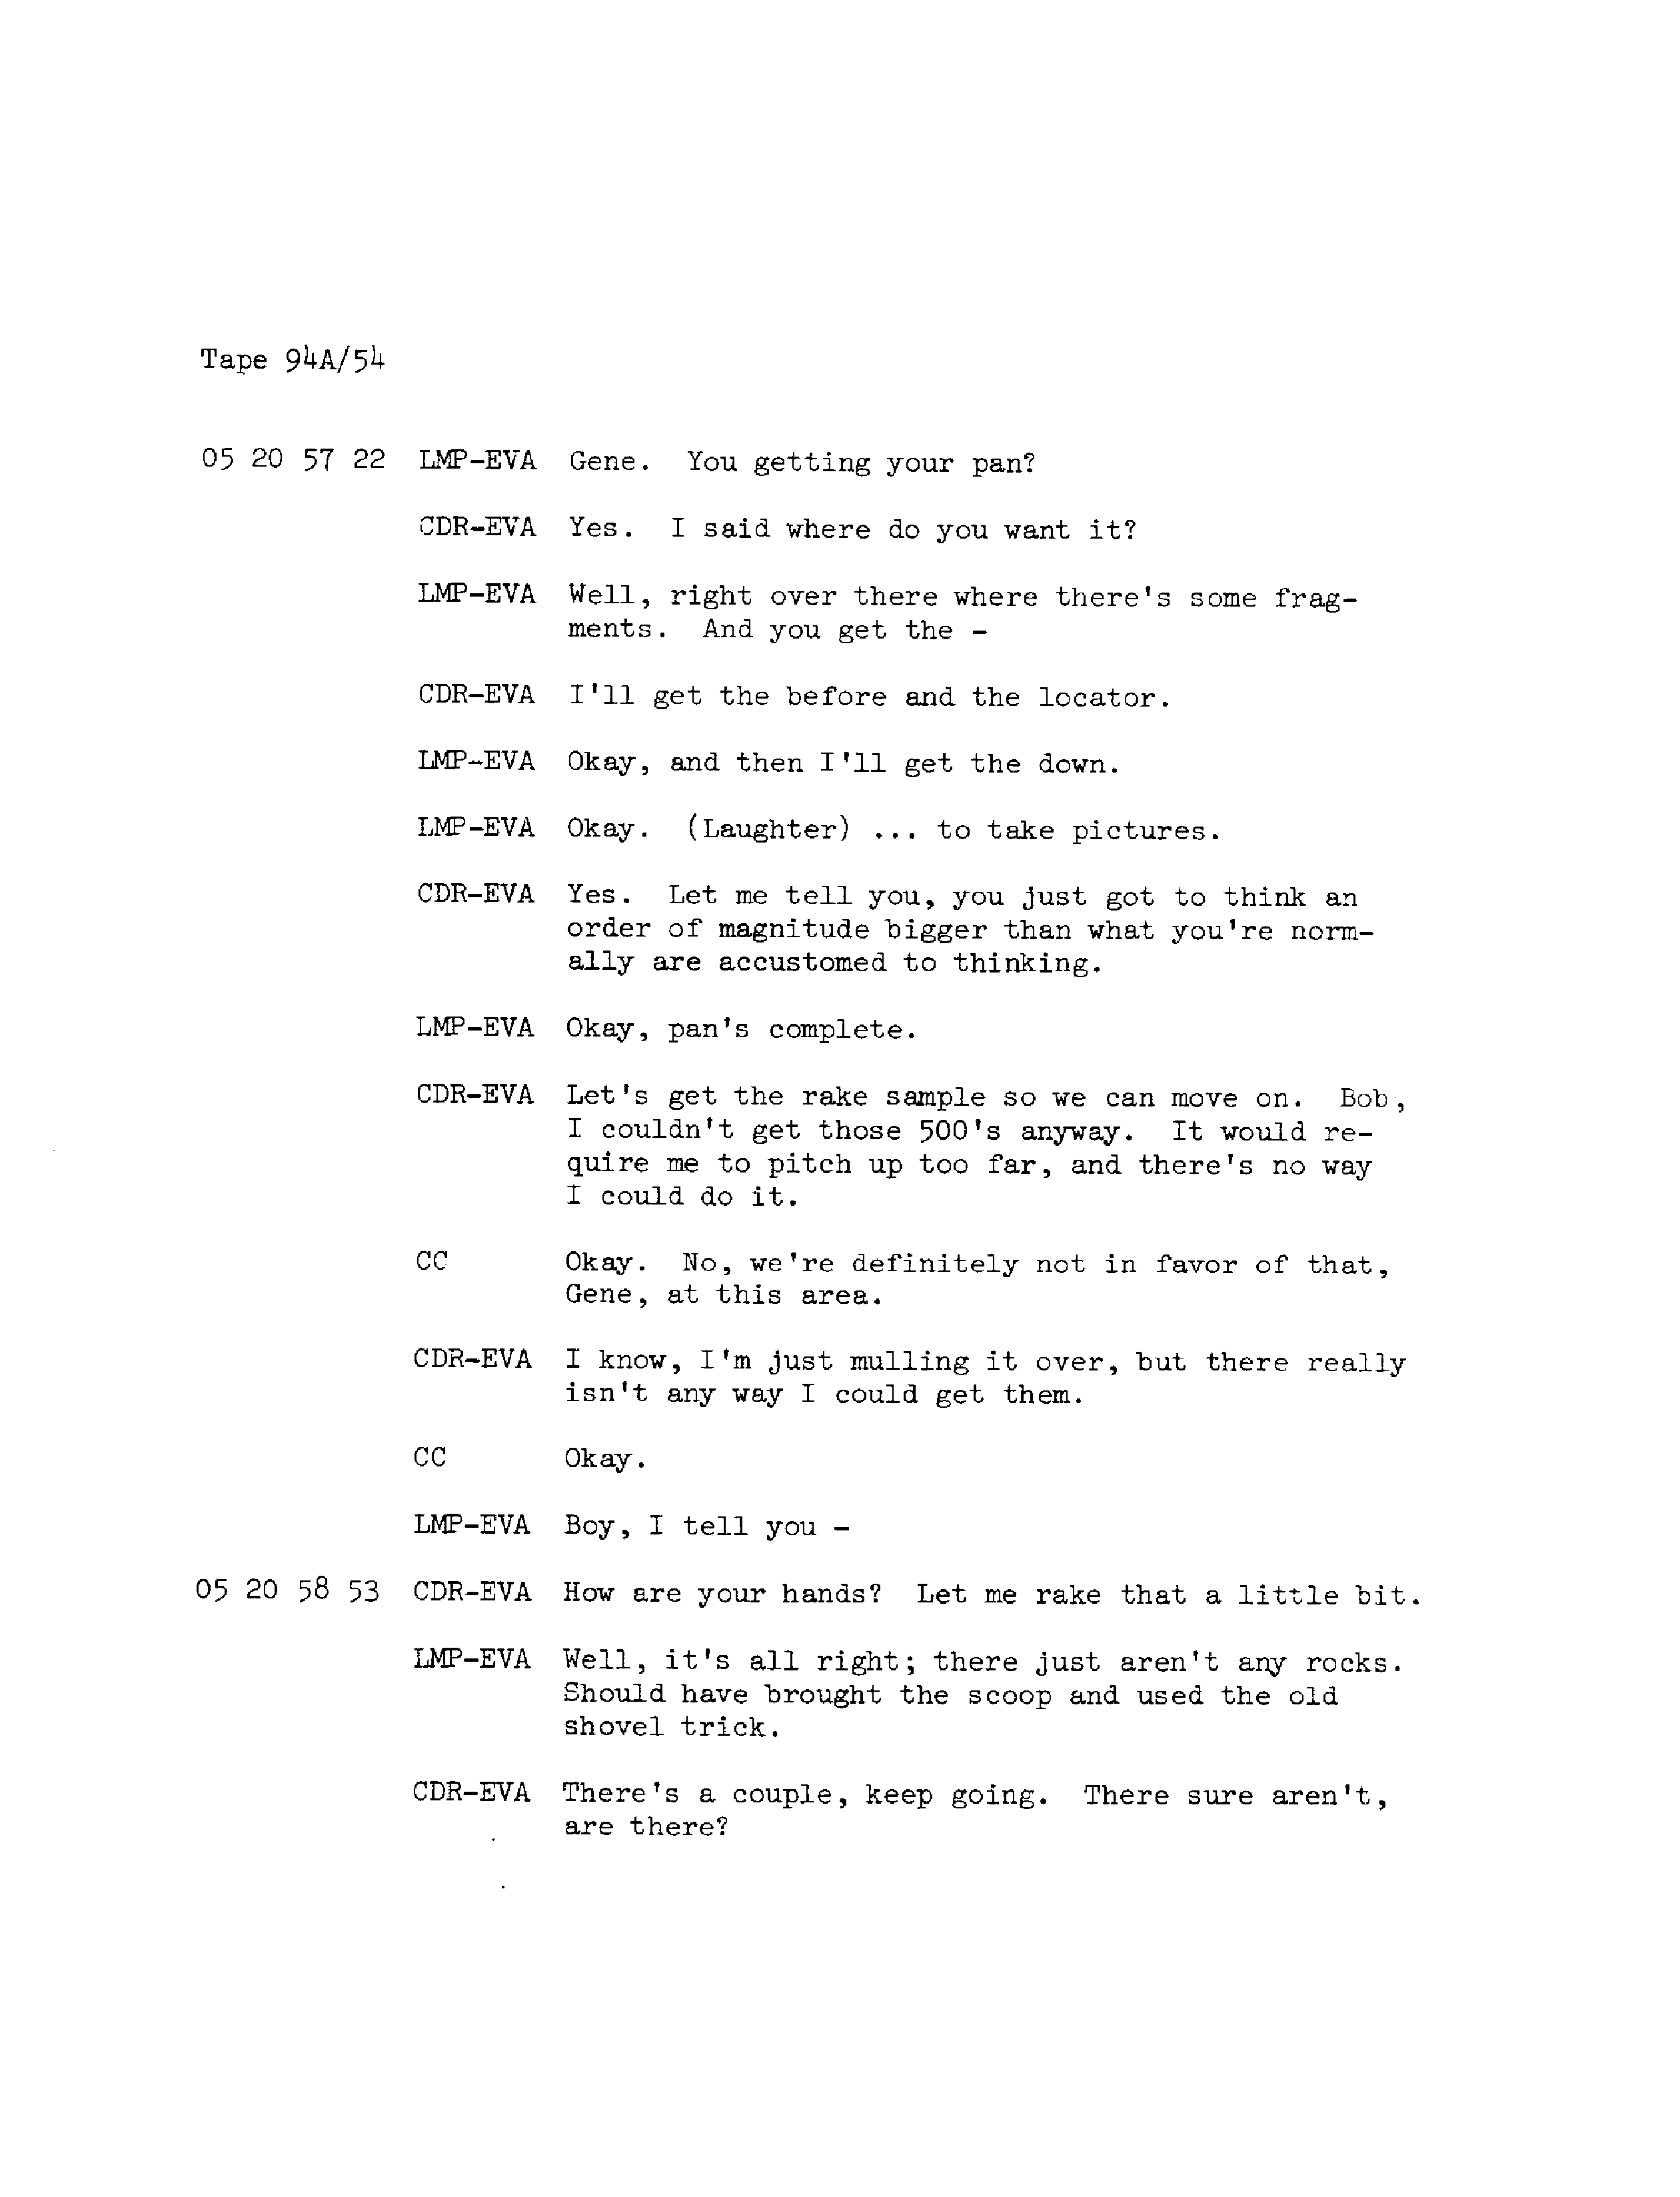 Tape 94A/54
05 20 57 22 LMP-EVA Gene. You getting your pan?
CDR-EVA Yes. I said where do you want it?
LMP-EVA Well, right over there where there's some frag-
ments. And you get the -
CDR-EVA I'll get the before and the locator.
LMP-EVA Okay, and then I'll get the down.
LMP-EVA Okay. (Laughter) ... to take pictures.
CDR-EVA Yes. Let me tell you, you just got to think an
order of magnitude bigger than what you're norm-
ally are accustomed to thinking.
LMP-EVA Okay, pan's complete.
CDR-EVA Let's get the rake sample so we can move on. Bob,
I couldn't get those 500's anyway. It would re-
quire me to pitch up too far, and there's no way
I could do it.
CC Okay. No, we're definitely not in favor of that,
Gene, at this area.
CDR-EVA I know, I'm just mulling it over, but there really
isn't any way I could get them.
CC Okay.
LMP-EVA Boy, I tell you -
05 20 58 53 CDR-EVA How are your hands? Let me rake that a little bit.
LMP-EVA Well, it's all right; there just aren't any rocks.
Should have brought the scoop and used the old
shovel trick.
CDR-EVA There's a couple, keep going. There sure aren't,
are there?